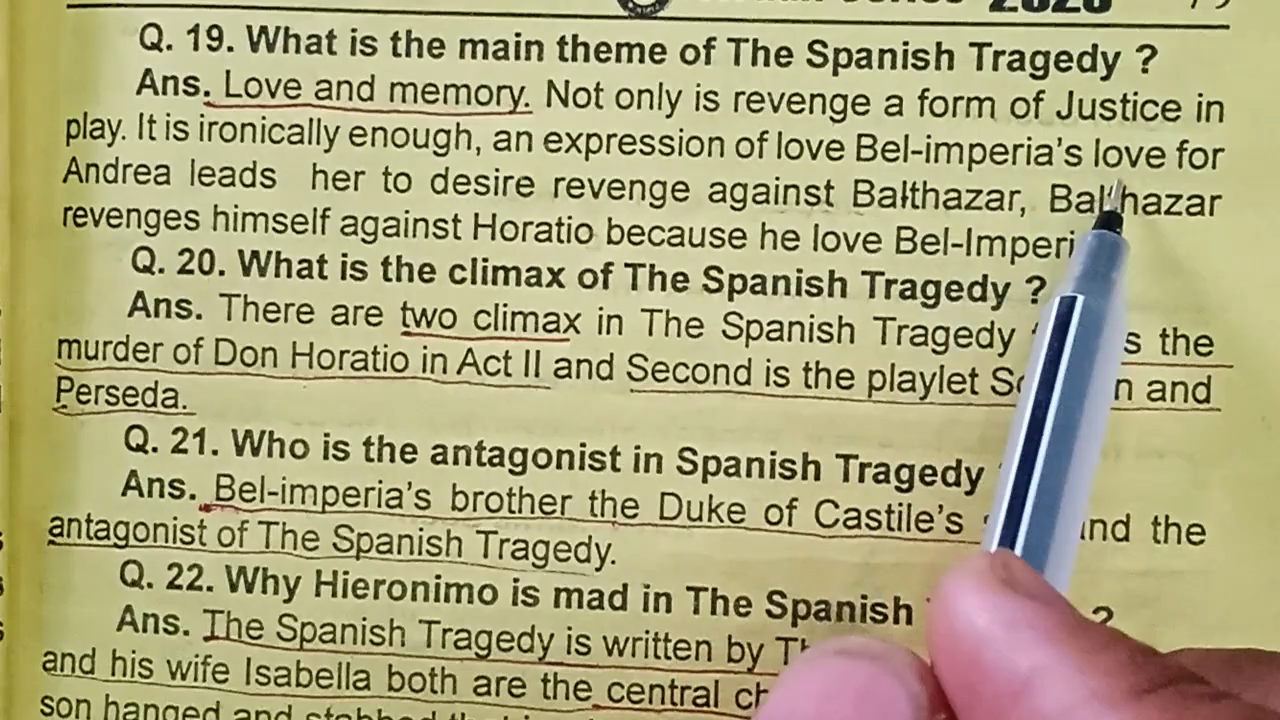 2020
Q. 19. What is the main theme of The Spanish Tragedy ?
Ans. Love and memory. Not only is revenge a form of Justice in
play. It is ironically enough, an expression of love Bel-imperia's love for
Andrea leads her to desire revenge against Balthazar, Balthazar
revenges himself against Horatio because he love Bel-Imperi
Q. 20. What is the climax of The Spanish Tragedy ?
Ans. There are two climax in The Spanish Tragedy s the
murder of Don Horatio in Act II and Second is the playlet and
Perseda.
Q. 21. Who is the antagonist in Spanish Tragedy
Ans. Bel-imperia's brother the Duke of Castile's and the
antagonist of The Spanish Tragedy.
Q. 22. Why Hieronimo is mad in The Spanish ?
Ans. The Spanish Tragedy is written by
and his wife Isabella both are the central
son hanged and stabbed